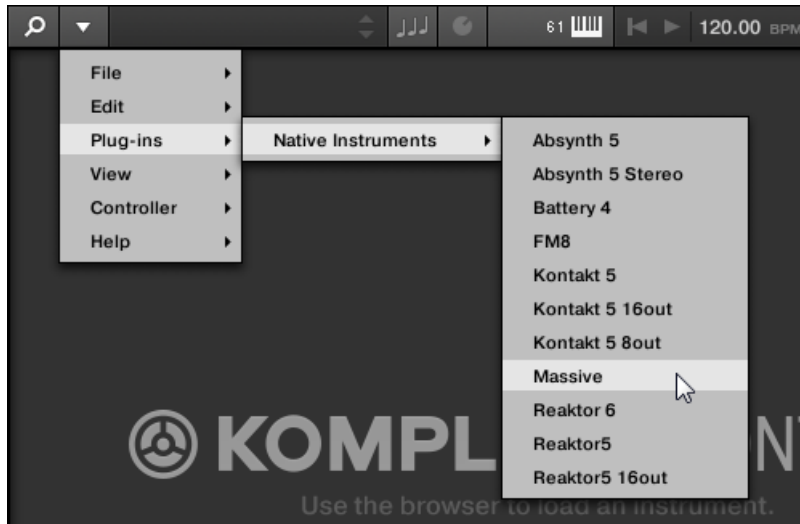 61
120.00 BPM
File
Edit
Plug-ins
View
Controller
Help
Native Instruments
Absynth 5
Absynth 5 Stereo
Battery 4
FM8
Kontakt 5
Kontakt 5 16out
Kontakt 5 8out
Massive
Reaktor 6
Reaktor5
Reaktor5 16out
KOMPL
Use the browser to load an instrument.